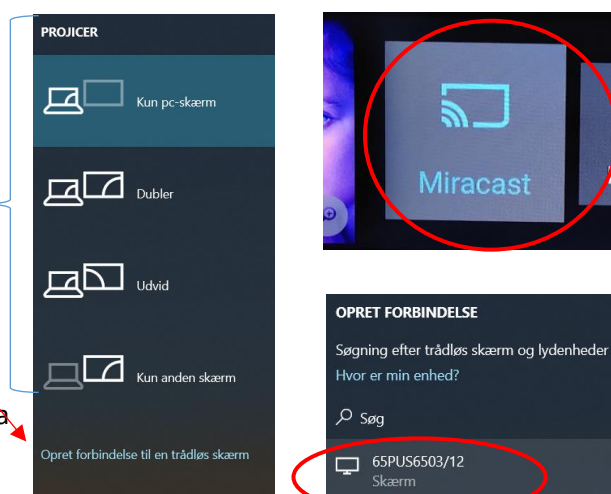 PROJICER
Kun pc-skærm
Dubler
Udvid
Kun anden skærm
a
Opret forbindelse til en trådløs skærm
Miracast
OPRET FORBINDELSE
Søgning efter trådløs skærm og lydenheder
Hvor er min enhed?
Søg
65PUS6503/12
Skærm